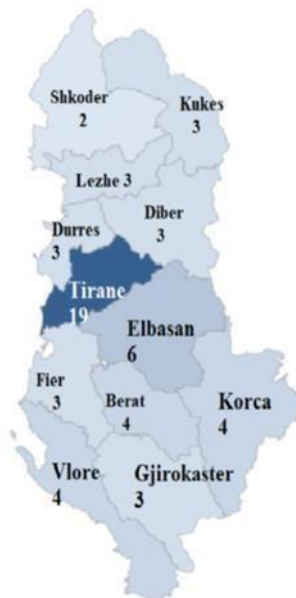 Shkoder
2
Kukes
3
Lezhe 3
Diber
3
Durres
3
Tirane
19
Elbasan
6
Fier
3
Berat
4
Korca
4
Vlore
4
Gjirokaster
3